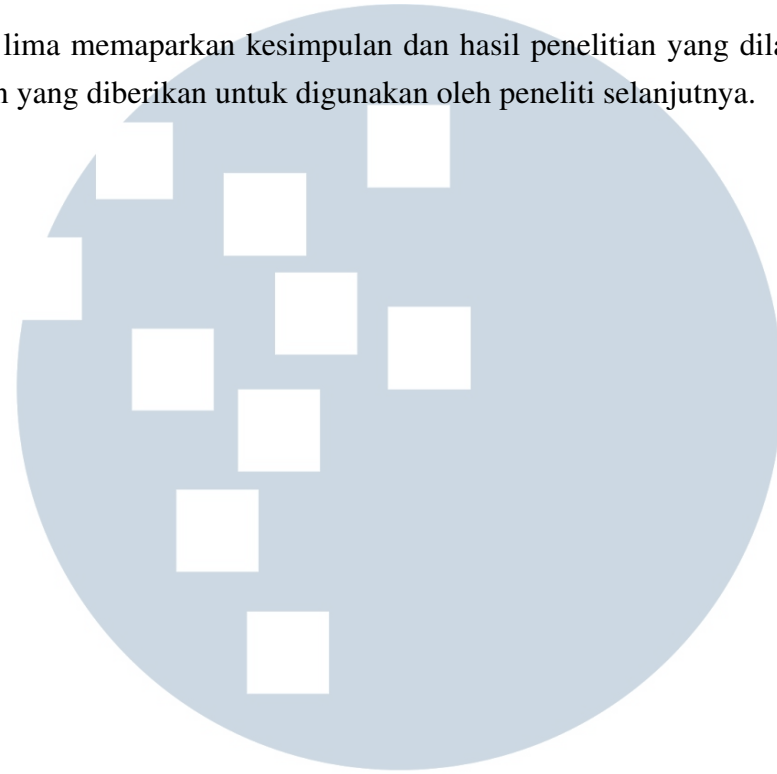 lima memaparkan kesimpulan dan hasil penelitian yang
yang diberikan untuk digunakan oleh peneliti selanjutnya.